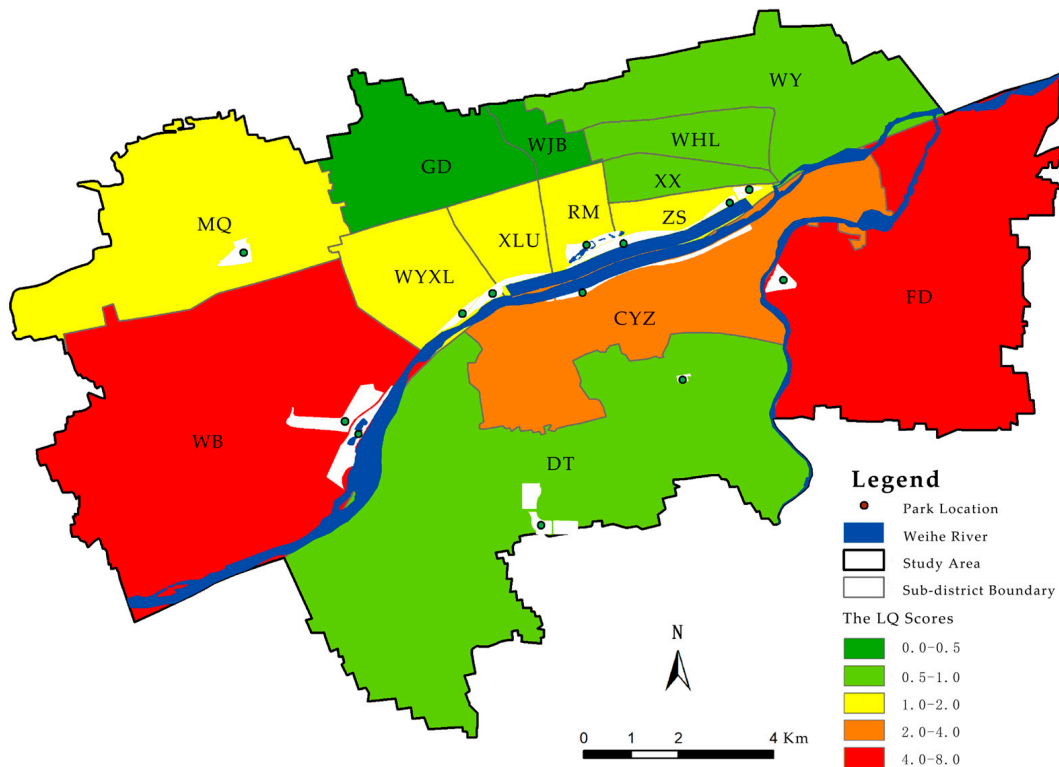 WY
WHL
WJB
GD
XX
RM
ZS
MQ
XLU
WYXL
FD
CYZ
WB
DT
Legend
Park Location
Weihe River
Study Area
Sub-district Boundary
The LQ Scores
0.0-0.5
0.5-1.0
1.0-2.0
2.0-4.0
4.0-8.0
N
0 1 2 4 Km